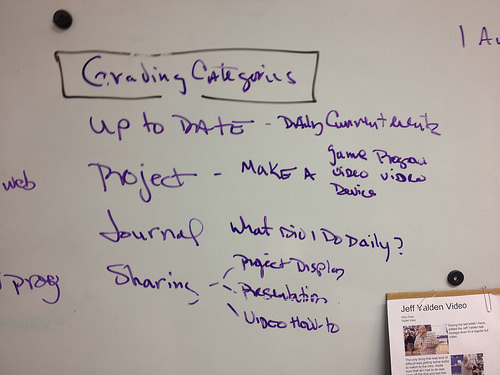 Grading Categories
Up to DATE - DAily Current events
web
Project - MAKE A
Game Program
video video
Device
Journal What Did I Do Daily?
prog
Sharing - Project Display
- Presentation
\ Video How-to
Jeff Yalden Video